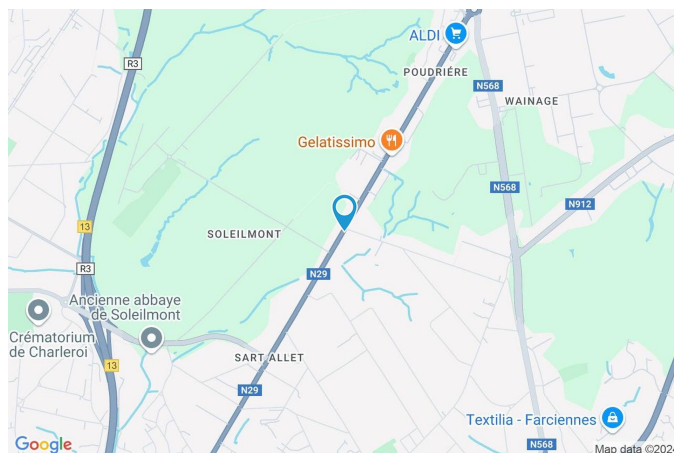 ALDI
R3
POUDRIÉRE
N568
WAINAGE
Gelatissimo
N568
N912
13
SOLEILMONT
R3
N29
Ancienne abbaye
de Soleilmont
Crématorium
de Charleroi
SART ALLET
13
N29
Textilia - Farciennes
Google
N568
Map data ©2024